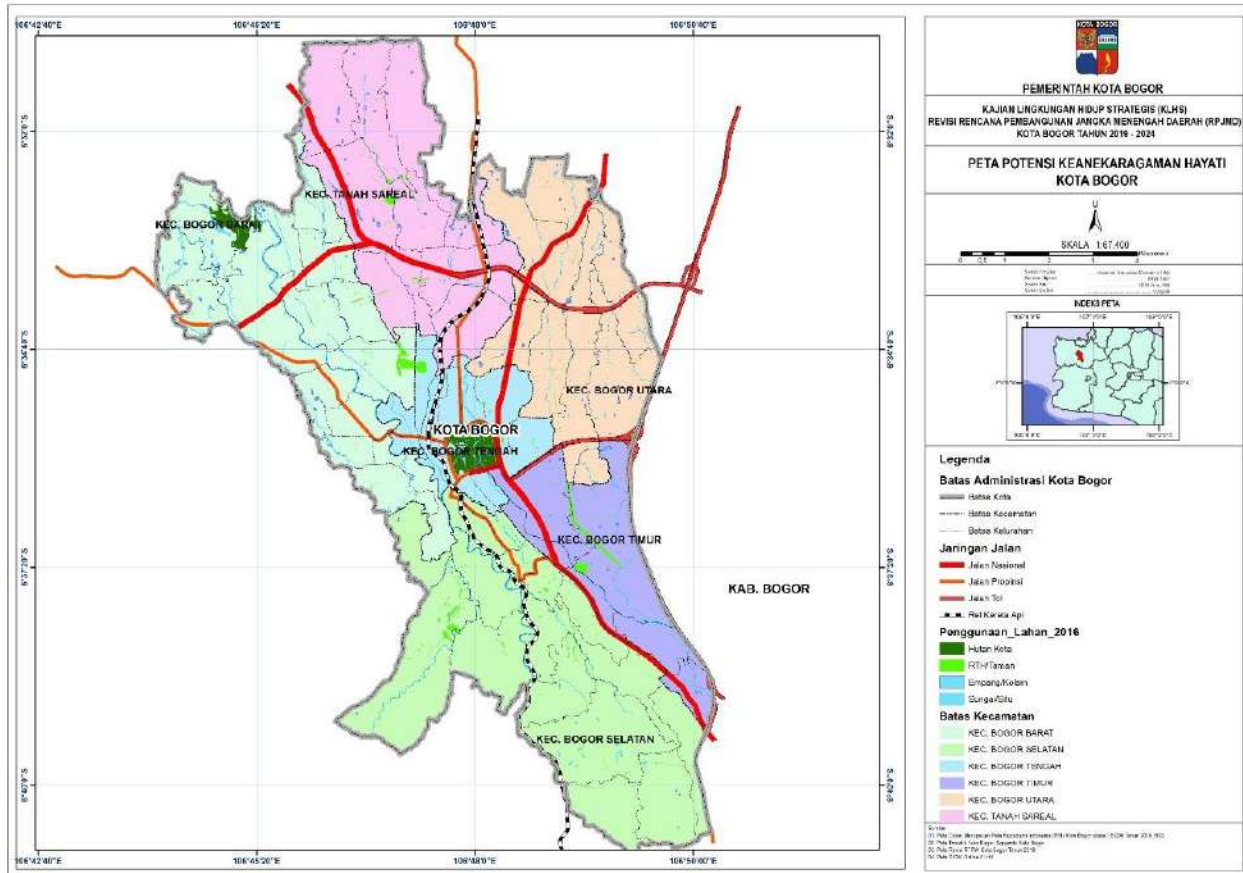 106°42'40"E 106°45'20"E 106°48'0"E 106°50'40"E
KEC. TANAH SAREAL
KEC. BOGOR BARAT
KEC. BOGOR UTARA
KOTA BOGOR
KEC. BOGOR TENGAH
KEC. BOGOR TIMUR
KAB. BOGOR
KEC. BOGOR SELATAN
106°42'40"E 106°45'20"E 106°48'0"E 106°50'40"E
KOTA BOGOR
PEMERINTAH KOTA BOGOR
KAJIAN LINGKUNGAN HIDUP STRATEGIS (KLHS)
REVISI RENCANA PEMBANGUNAN JANGKA MENENGAH DAERAH (RPJMD)
KOTA BOGOR TAHUN 2019 - 2024
PETA POTENSI KEANEKARAGAMAN HAYATI
KOTA BOGOR
U
SKALA 1:67.400
INDEKS PETA
Legenda
Batas Administrasi Kota Bogor
Batas Kota
Batas Kecamatan
Batas Kelurahan
Jaringan Jalan
Jalan Nasional
Jalan Propinsi
Jalan Tol
Rel Kereta Api
Penggunaan_Lahan_2016
Hutan Kota
RTH/Taman
Empang/Kolam
Sungai/Situ
Batas Kecamatan
KEC. BOGOR BARAT
KEC. BOGOR SELATAN
KEC. BOGOR TENGAH
KEC. BOGOR TIMUR
KEC. BOGOR UTARA
KEC. TANAH SAREAL